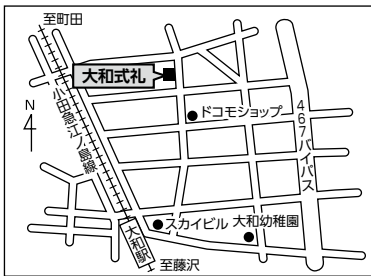 至町田
大和式礼
小田急江ノ島線
N
ドコモショップ
467バイパス
スカイビル
大和幼稚園
大和駅
至藤沢